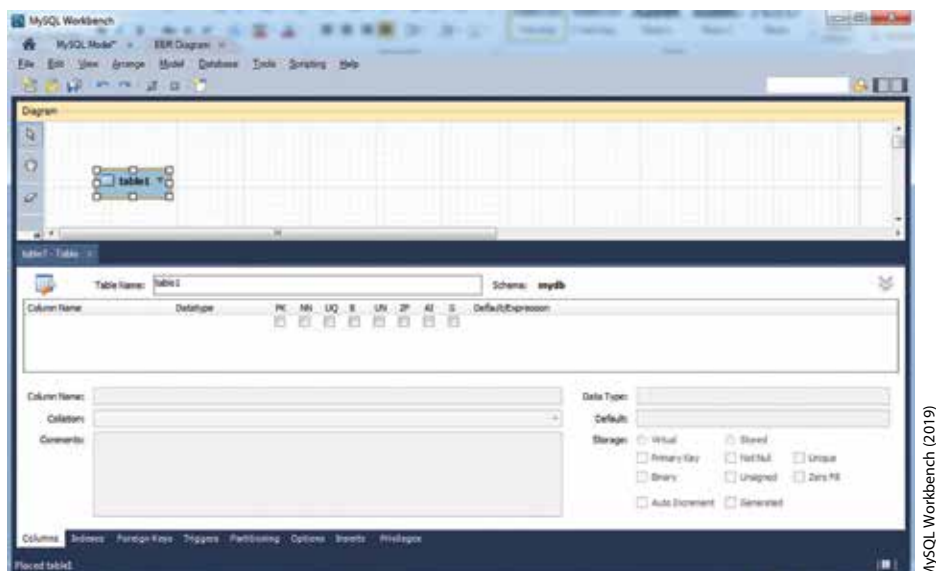 MySQL Workbench
MySQL Model* × EER Diagram ×
File Edit View Arrange Model Database Tools Scripting Help
Diagram
table1
table1 - Table ×
Table Name: table1 Schema: mydb
Column Name Datatype PK NN UQ B UN ZF AI G Default/Expression
Column Name: Data Type:
Collation: Default:
Comments: Storage: Virtual Stored
Primary Key Not Null Unique
Binary Unsigned Zero Fill
Auto Increment Generated
Columns Indexes Foreign Keys Triggers Partitioning Options Inserts Privileges
Placed table1
MySQL Workbench (2019)